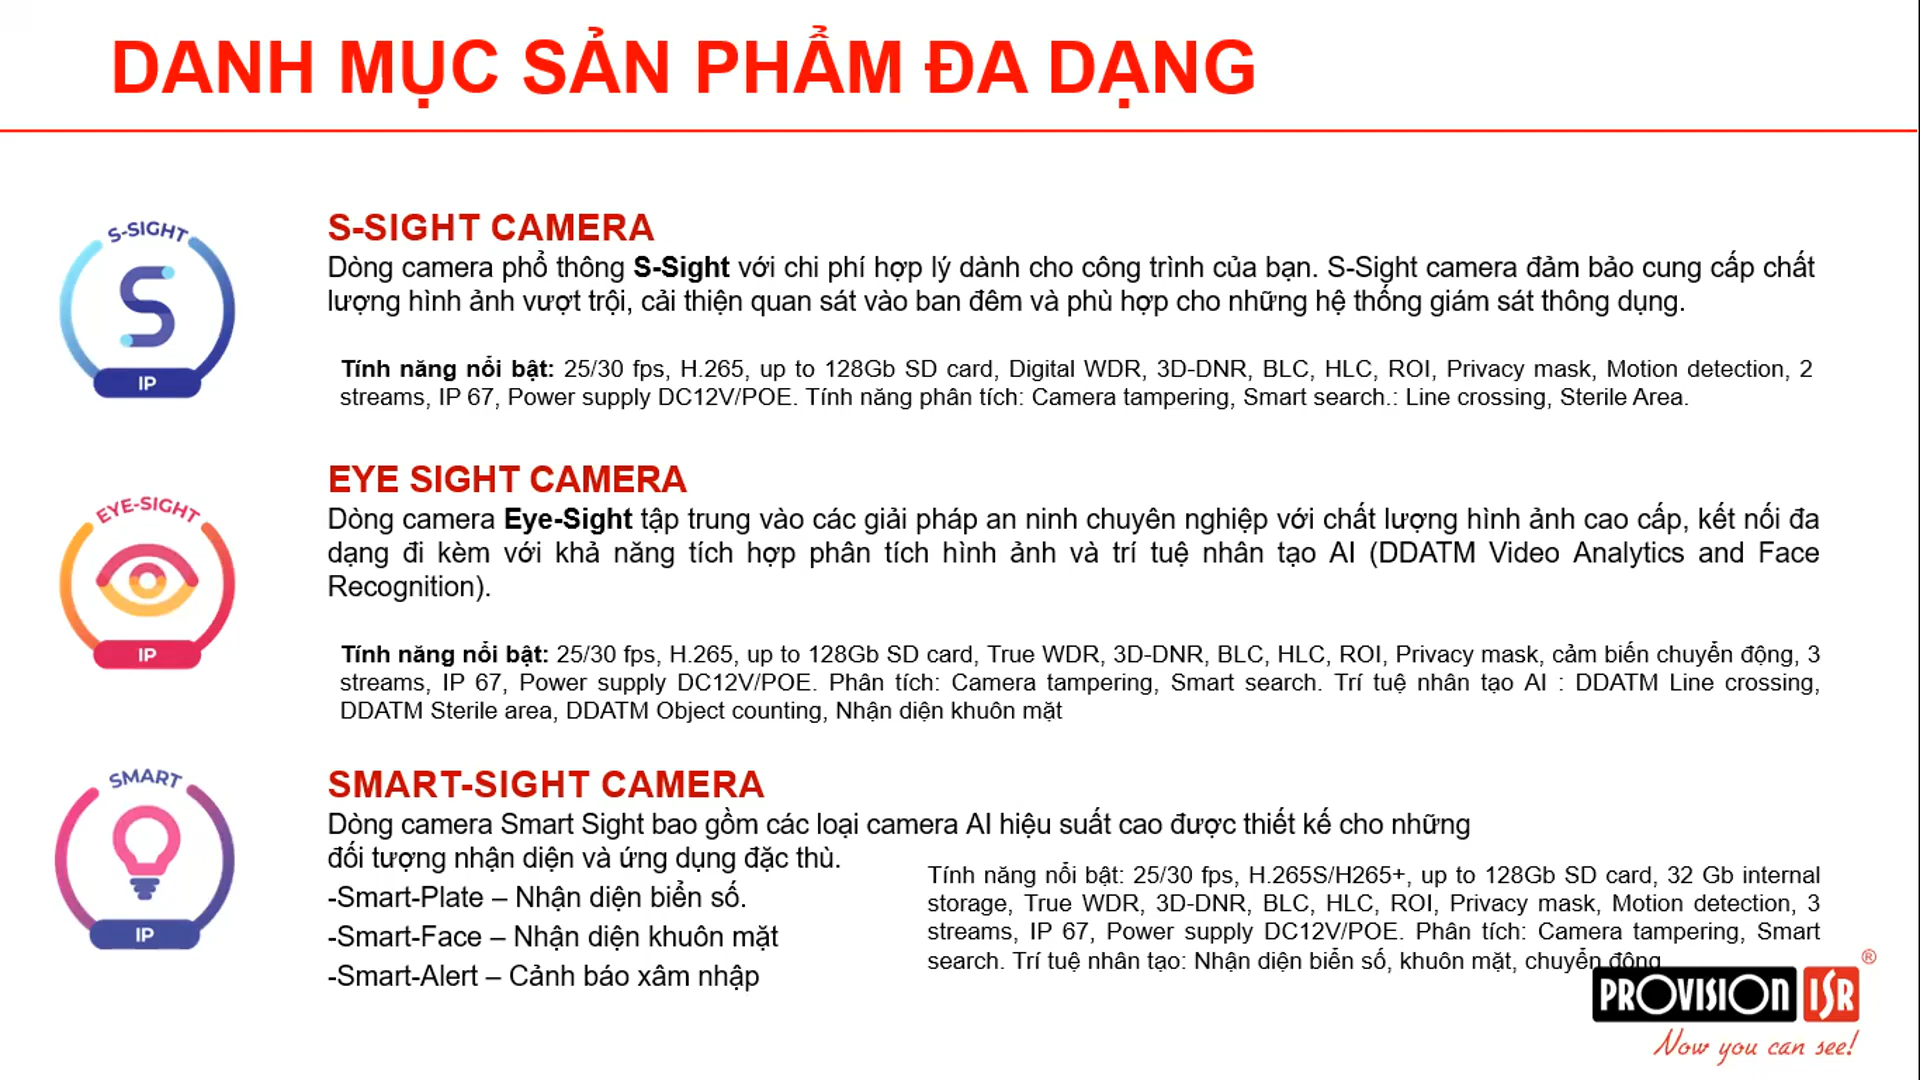 DANH MỤC SẢN PHẨM ĐA DẠNG
S-SIGHT
S
IP
S-SIGHT CAMERA
Dòng camera phổ thông S-Sight với chi phí hợp lý dành cho công trình của bạn. S-Sight camera đảm bảo cung cấp chất
lượng hình ảnh vượt trội, cải thiện quan sát vào ban đêm và phù hợp cho những hệ thống giám sát thông dụng.
Tính năng nổi bật: 25/30 fps, H.265, up to 128Gb SD card, Digital WDR, 3D-DNR, BLC, HLC, ROI, Privacy mask, Motion detection, 2
streams, IP 67, Power supply DC12V/POE. Tính năng phân tích: Camera tampering, Smart search.: Line crossing, Sterile Area.
EYE-SIGHT
IP
EYE SIGHT CAMERA
Dòng camera Eye-Sight tập trung vào các giải pháp an ninh chuyên nghiệp với chất lượng hình ảnh cao cấp, kết nối đa
dạng đi kèm với khả năng tích hợp phân tích hình ảnh và trí tuệ nhân tạo AI (DDATM Video Analytics and Face
Recognition).
Tính năng nổi bật: 25/30 fps, H.265, up to 128Gb SD card, True WDR, 3D-DNR, BLC, HLC, ROI, Privacy mask, cảm biến chuyển động, 3
streams, IP 67, Power supply DC12V/POE. Phân tích: Camera tampering, Smart search. Trí tuệ nhân tạo AI : DDATM Line crossing,
DDATM Sterile area, DDATM Object counting, Nhận diện khuôn mặt
SMART
IP
SMART-SIGHT CAMERA
Dòng camera Smart Sight bao gồm các loại camera AI hiệu suất cao được thiết kế cho những
đối tượng nhận diện và ứng dụng đặc thù.
-Smart-Plate – Nhận diện biển số.
-Smart-Face – Nhận diện khuôn mặt
-Smart-Alert – Cảnh báo xâm nhập
Tính năng nổi bật: 25/30 fps, H.265S/H265+, up to 128Gb SD card, 32 Gb internal
storage, True WDR, 3D-DNR, BLC, HLC, ROI, Privacy mask, Motion detection, 3
streams, IP 67, Power supply DC12V/POE. Phân tích: Camera tampering, Smart
search. Trí tuệ nhân tạo: Nhận diện biển số, khuôn mặt, chuyển động
PROVISION ISR ®
Now you can see!